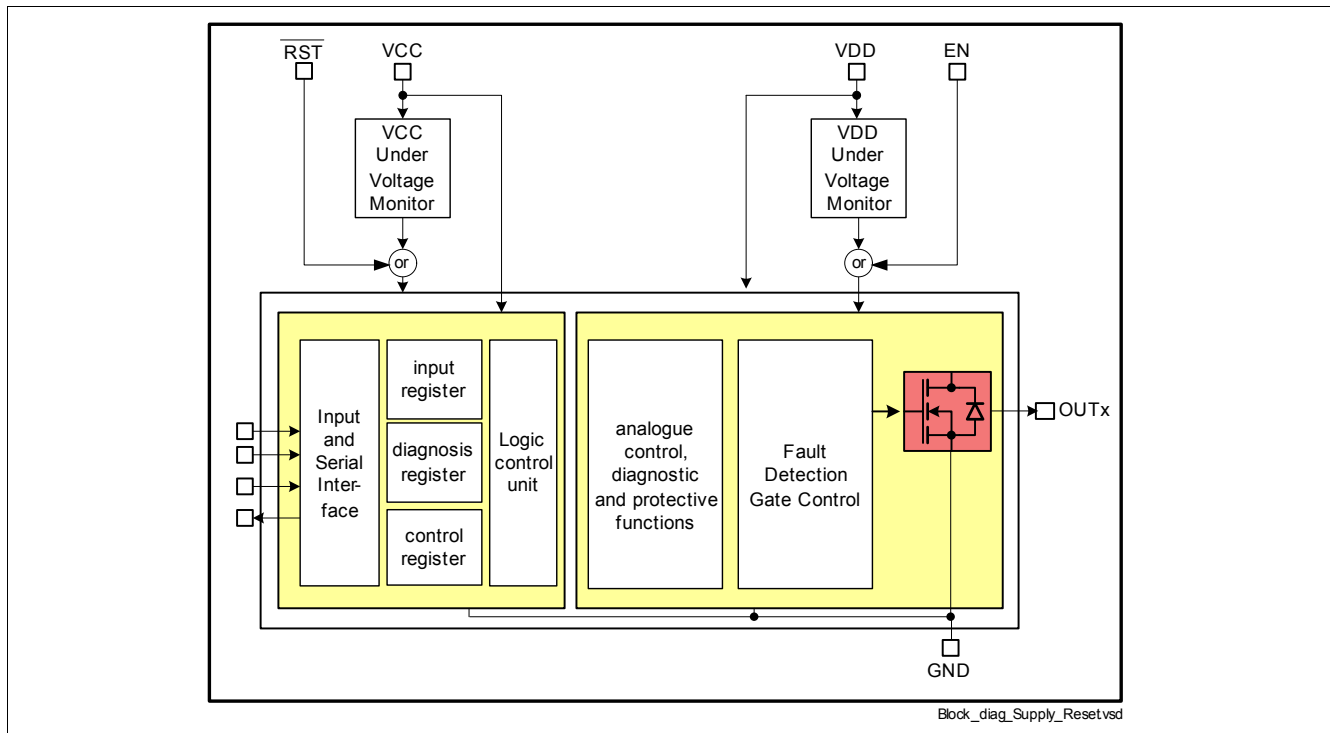 RST
VCC
VDD
EN
VCC
Under
Voltage
Monitor
VDD
Under
Voltage
Monitor
or
or
Input
and
Serial
Inter-
face
input
register
diagnosis
register
control
register
Logic
control
unit
analogue
control,
diagnostic
and protective
functions
Fault
Detection
Gate Control
OUTx
GND
Block_diag_Supply_Reset.vsd